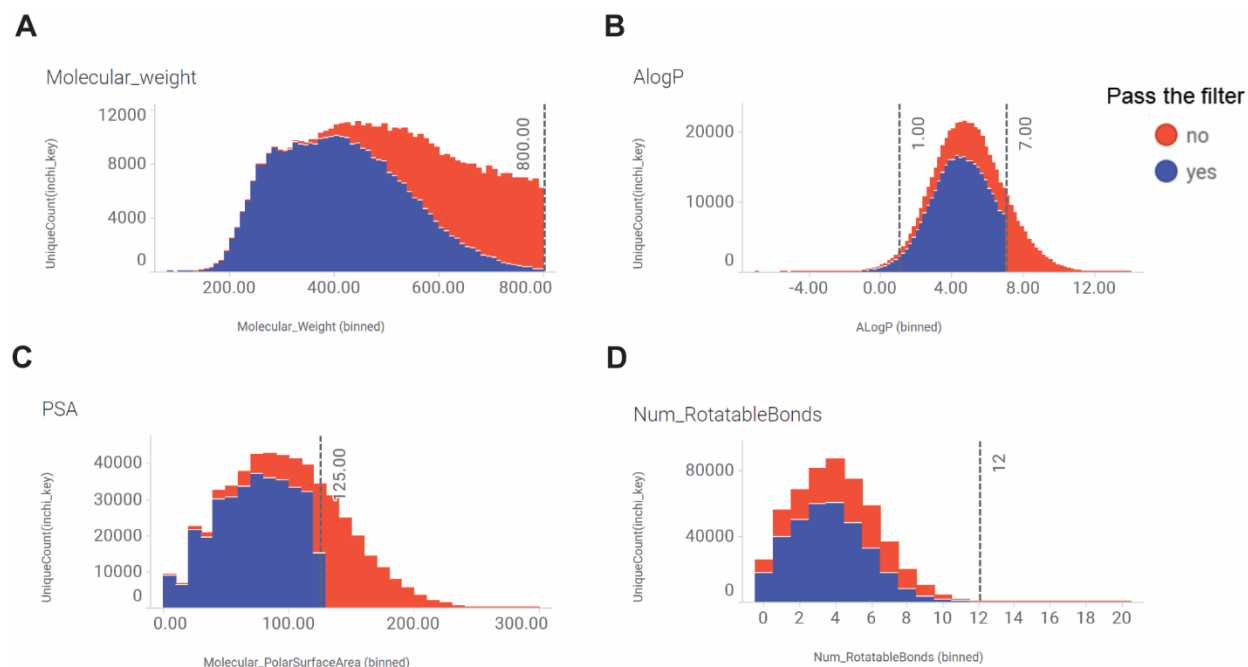 A
Molecular_weight
12000
8000
4000
0
UniqueCount(inchi_key)
800.00
200.00 400.00 600.00 800.00
Molecular_Weight (binned)
B
AlogP
20000
10000
0
UniqueCount(inchi_key)
1.00
7.00
-4.00 0.00 4.00 8.00 12.00
ALogP (binned)
Pass the filter
no
yes
C
PSA
40000
30000
20000
10000
0
UniqueCount(inchi_key)
125.00
0.00 100.00 200.00 300.00
Molecular_PolarSurfaceArea (binned)
D
Num_RotatableBonds
80000
40000
0
UniqueCount(inchi_key)
12
0 2 4 6 8 10 12 14 16 18 20
Num_RotatableBonds (binned)